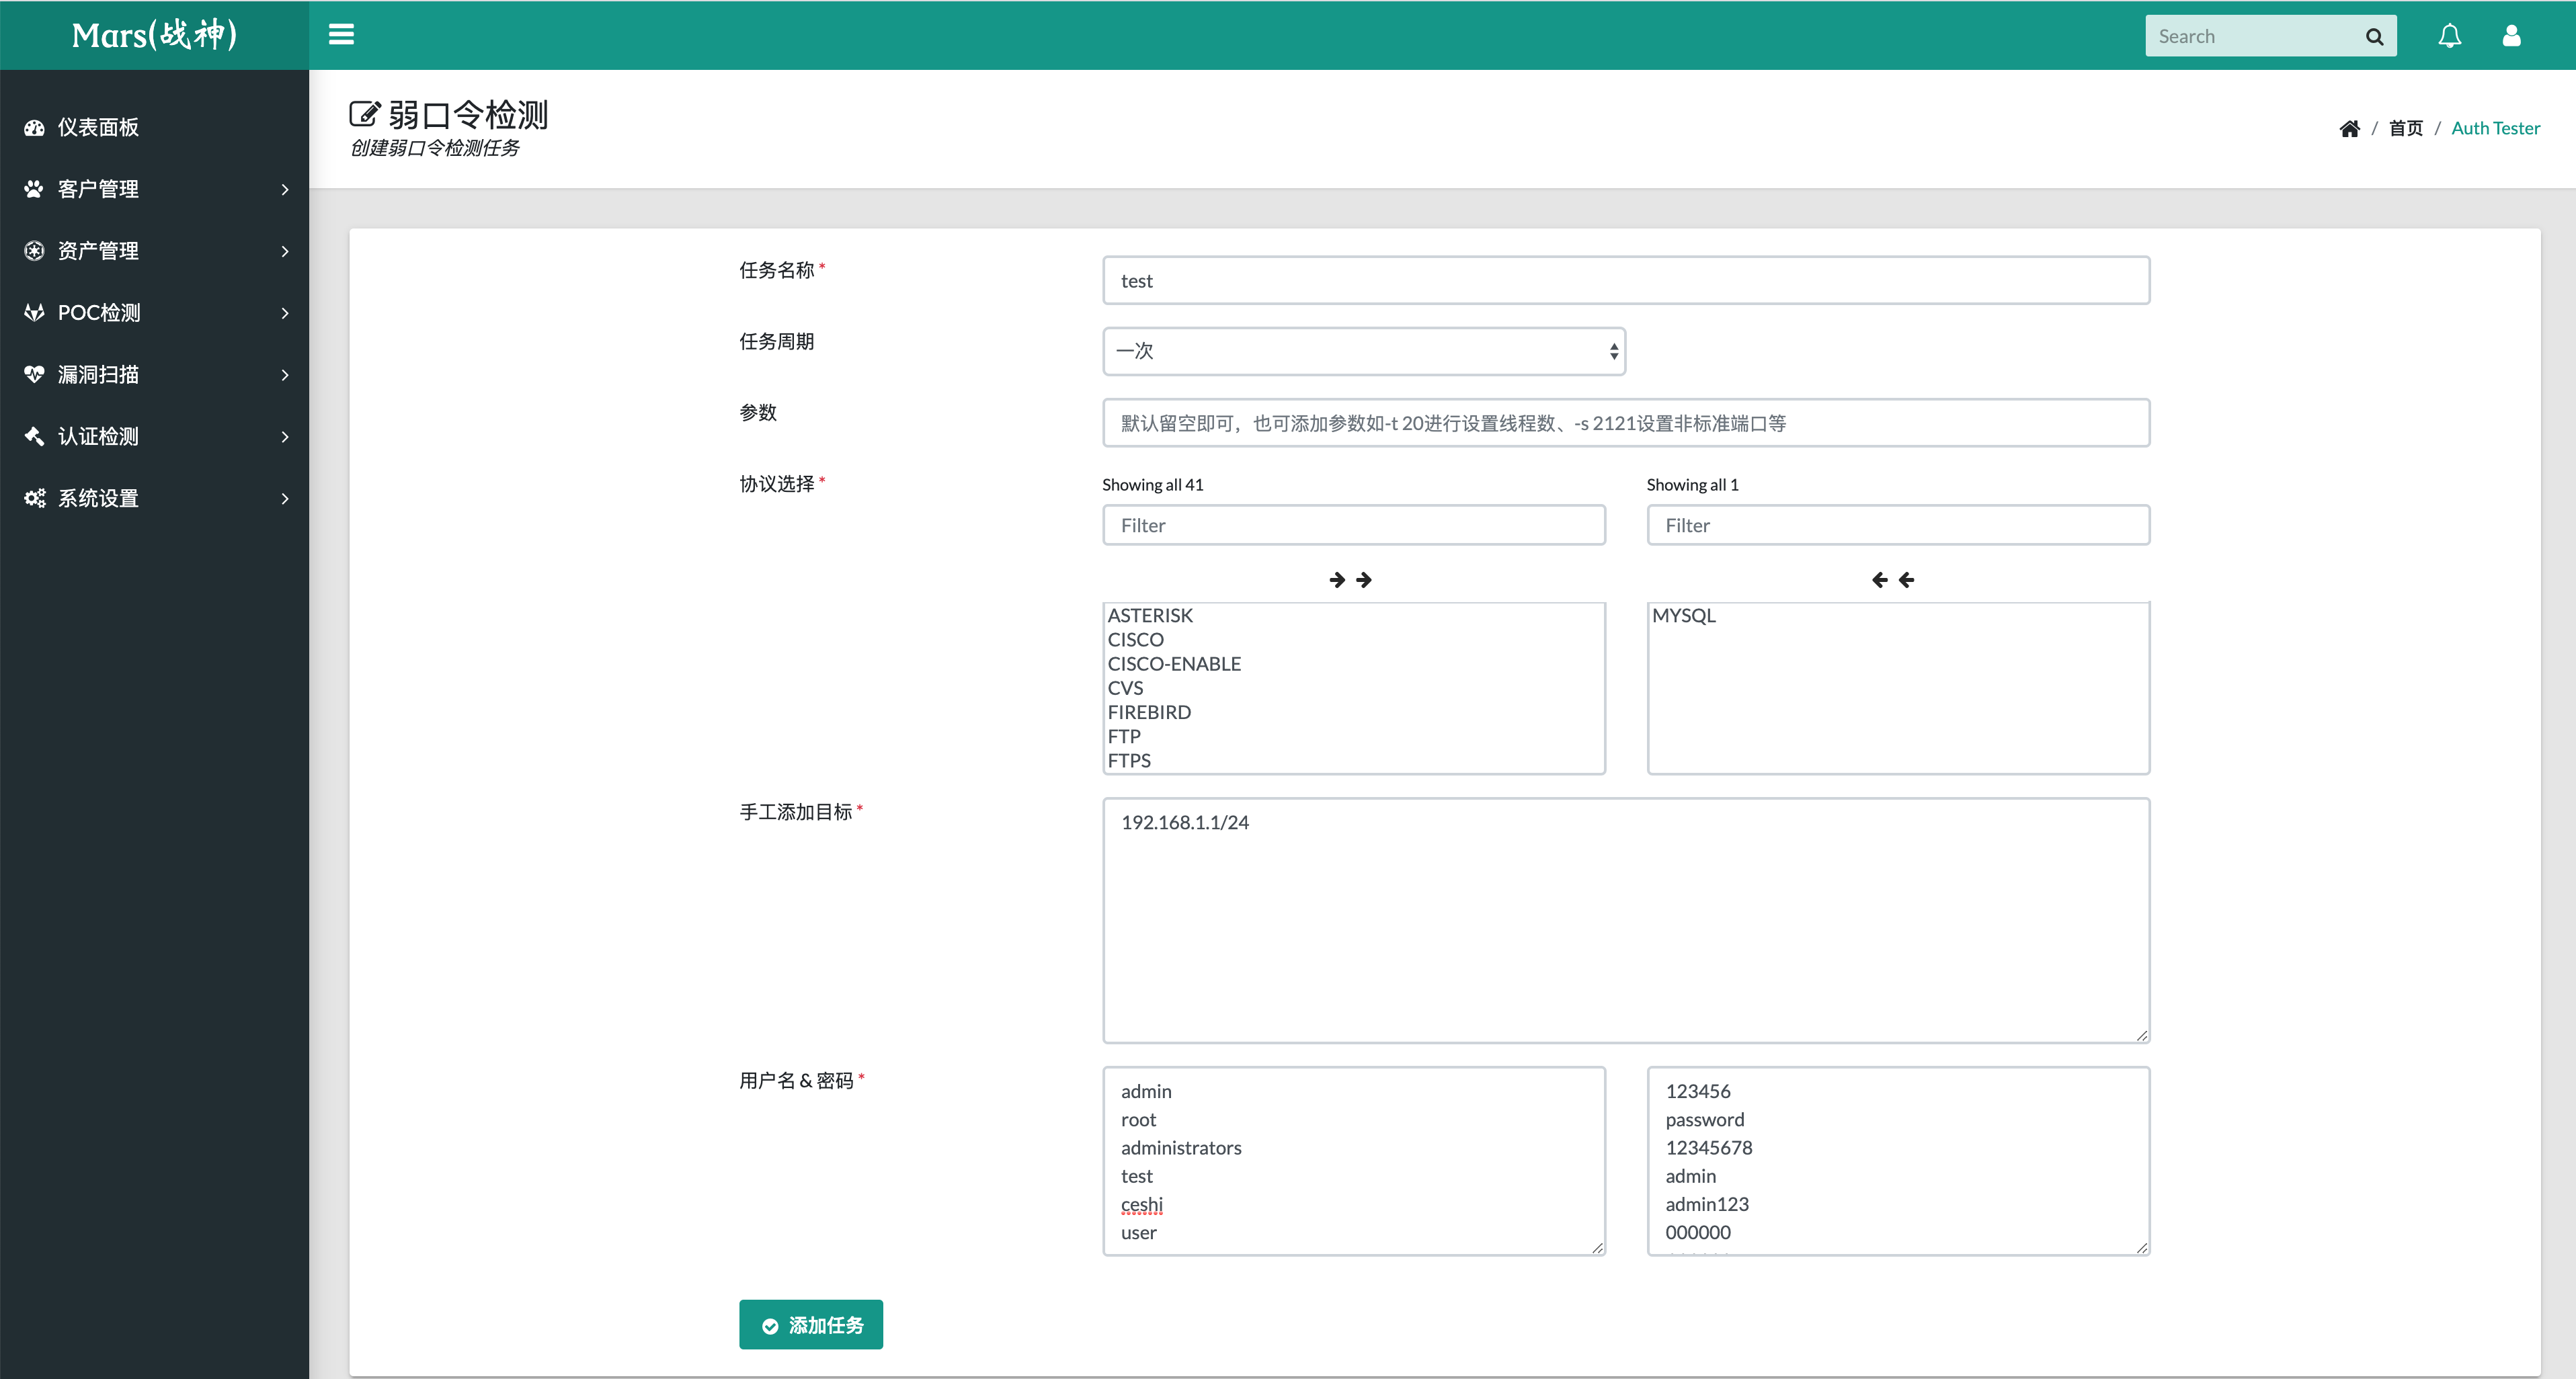 Mars(战神)
Search
仪表面板
客户管理
资产管理
POC检测
漏洞扫描
认证检测
系统设置
弱口令检测
创建弱口令检测任务
/ 首页 / Auth Tester
任务名称 *
test
任务周期
一次
参数
默认留空即可，也可添加参数如-t 20进行设置线程数、-s 2121设置非标准端口等
协议选择 *
Showing all 41
Showing all 1
Filter
Filter
ASTERISK
CISCO
CISCO-ENABLE
CVS
FIREBIRD
FTP
FTPS
MYSQL
手工添加目标 *
192.168.1.1/24
用户名 & 密码 *
admin
root
administrators
test
ceshi
user
123456
password
12345678
admin
admin123
000000
添加任务